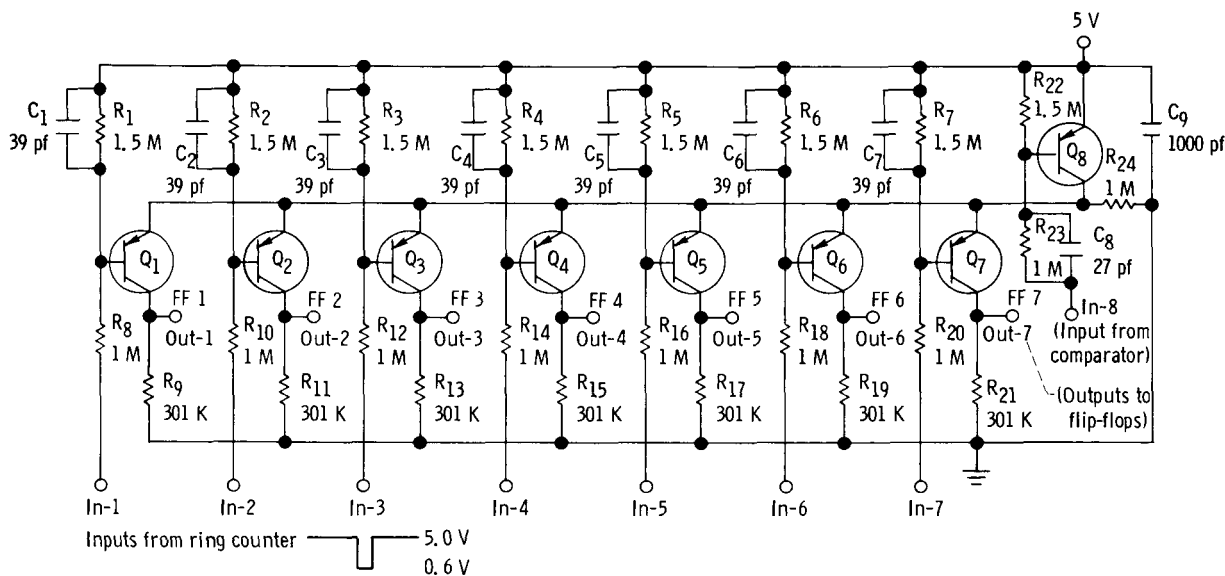 5 V
C1
39 pf
R1
1.5 M
C2
39 pf
R2
1.5 M
C3
39 pf
R3
1.5 M
C4
39 pf
R4
1.5 M
C5
39 pf
R5
1.5 M
C6
39 pf
R6
1.5 M
C7
39 pf
R7
1.5 M
R22
1.5 M
Q8
R24
1 M
C9
1000 pf
Q1
Q2
Q3
Q4
Q5
Q6
Q7
R23
1 M
C8
27 pf
In-8
(Input from
comparator)
FF 1
Out-1
FF 2
Out-2
FF 3
Out-3
FF 4
Out-4
FF 5
Out-5
FF 6
Out-6
FF 7
Out-7
(Outputs to
flip-flops)
R8
1 M
R10
1 M
R12
1 M
R14
1 M
R16
1 M
R18
1 M
R20
1 M
R9
301 K
R11
301 K
R13
301 K
R15
301 K
R17
301 K
R19
301 K
R21
301 K
In-1
In-2
In-3
In-4
In-5
In-6
In-7
Inputs from ring counter
5.0 V
0.6 V